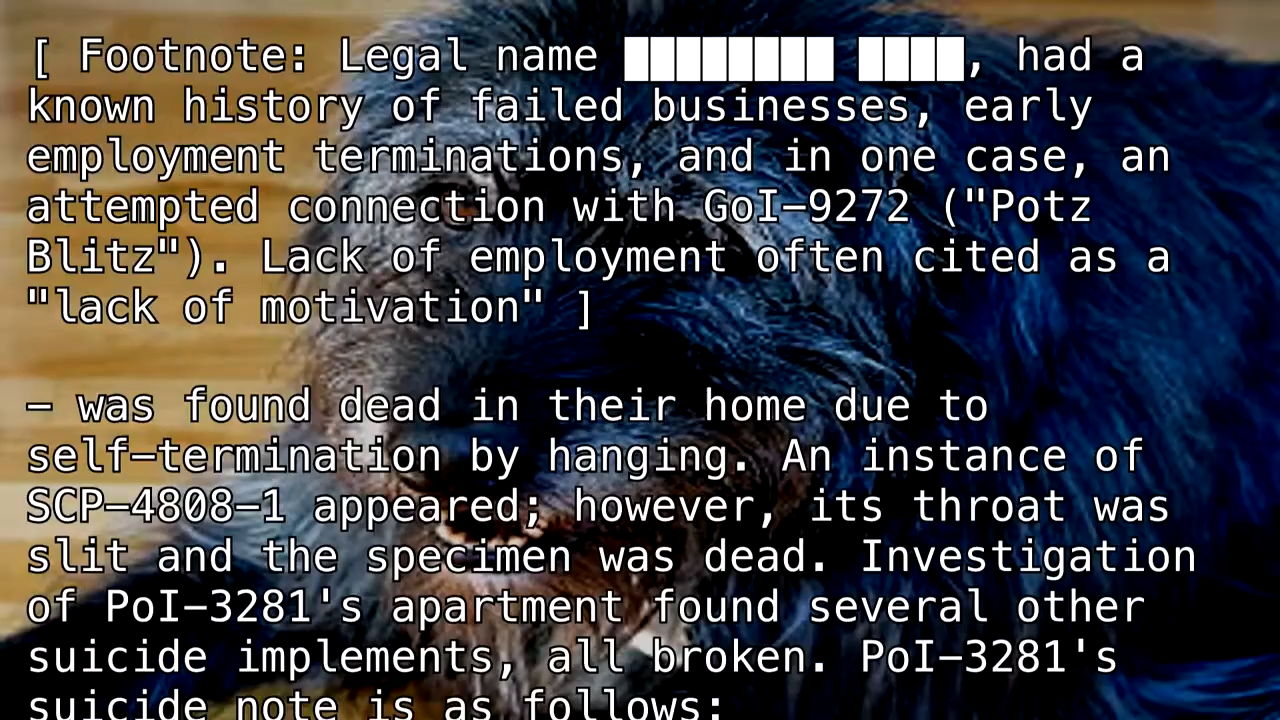 [ Footnote: Legal name ████████ ████, had a
known history of failed businesses, early
employment terminations, and in one case, an
attempted connection with GoI-9272 ("Potz
Blitz"). Lack of employment often cited as a
"lack of motivation" ]
– was found dead in their home due to
self-termination by hanging. An instance of
SCP-4808-1 appeared; however, its throat was
slit and the specimen was dead. Investigation
of PoI-3281's apartment found several other
suicide implements, all broken. PoI-3281's
suicide note is as follows: